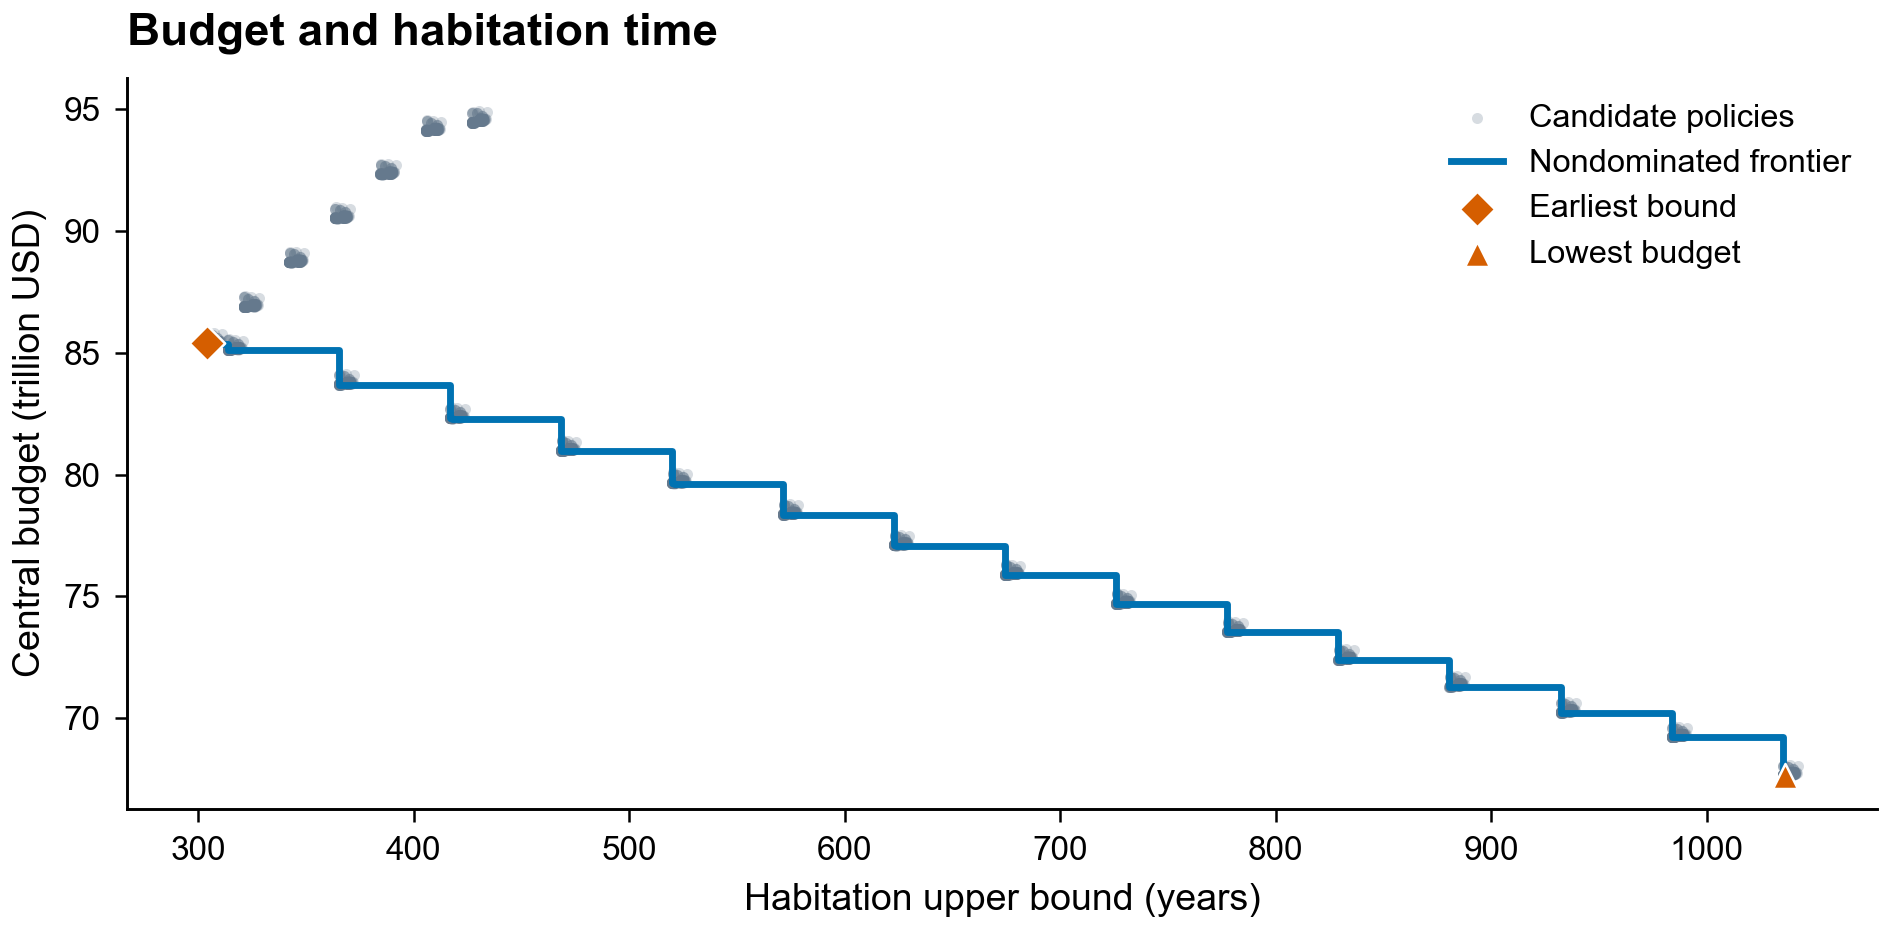 Budget and habitation time
Central budget (trillion USD)
95
90
85
80
75
70
Candidate policies
Nondominated frontier
Earliest bound
Lowest budget
300 400 500 600 700 800 900 1000
Habitation upper bound (years)